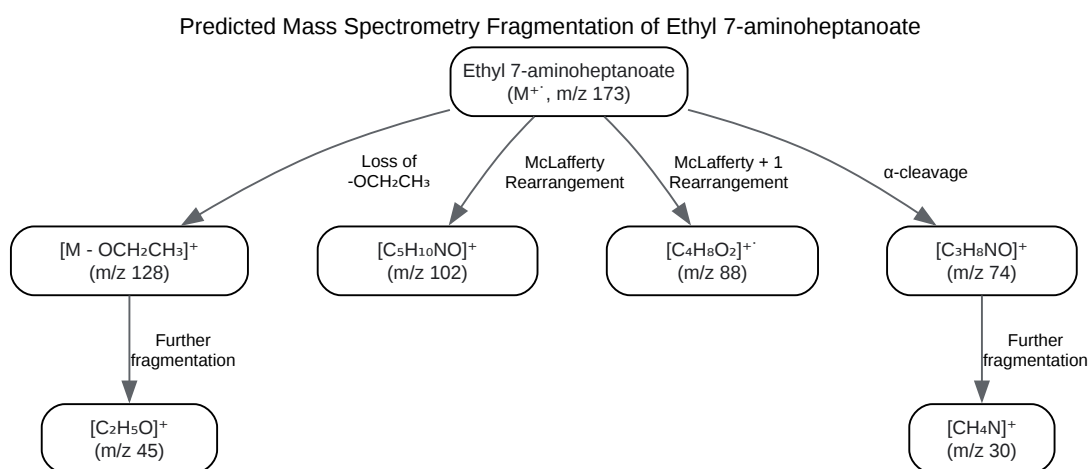 Predicted Mass Spectrometry Fragmentation of Ethyl 7-aminoheptanoate
Ethyl 7-aminoheptanoate
(M⁺˙, m/z 173)
Loss of
-OCH₂CH₃
McLafferty
Rearrangement
McLafferty + 1
Rearrangement
α-cleavage
[M - OCH₂CH₃]⁺
(m/z 128)
[C₅H₁₀NO]⁺
(m/z 102)
[C₄H₈O₂]⁺˙
(m/z 88)
[C₃H₈NO]⁺
(m/z 74)
Further
fragmentation
Further
fragmentation
[C₂H₅O]⁺
(m/z 45)
[CH₄N]⁺
(m/z 30)